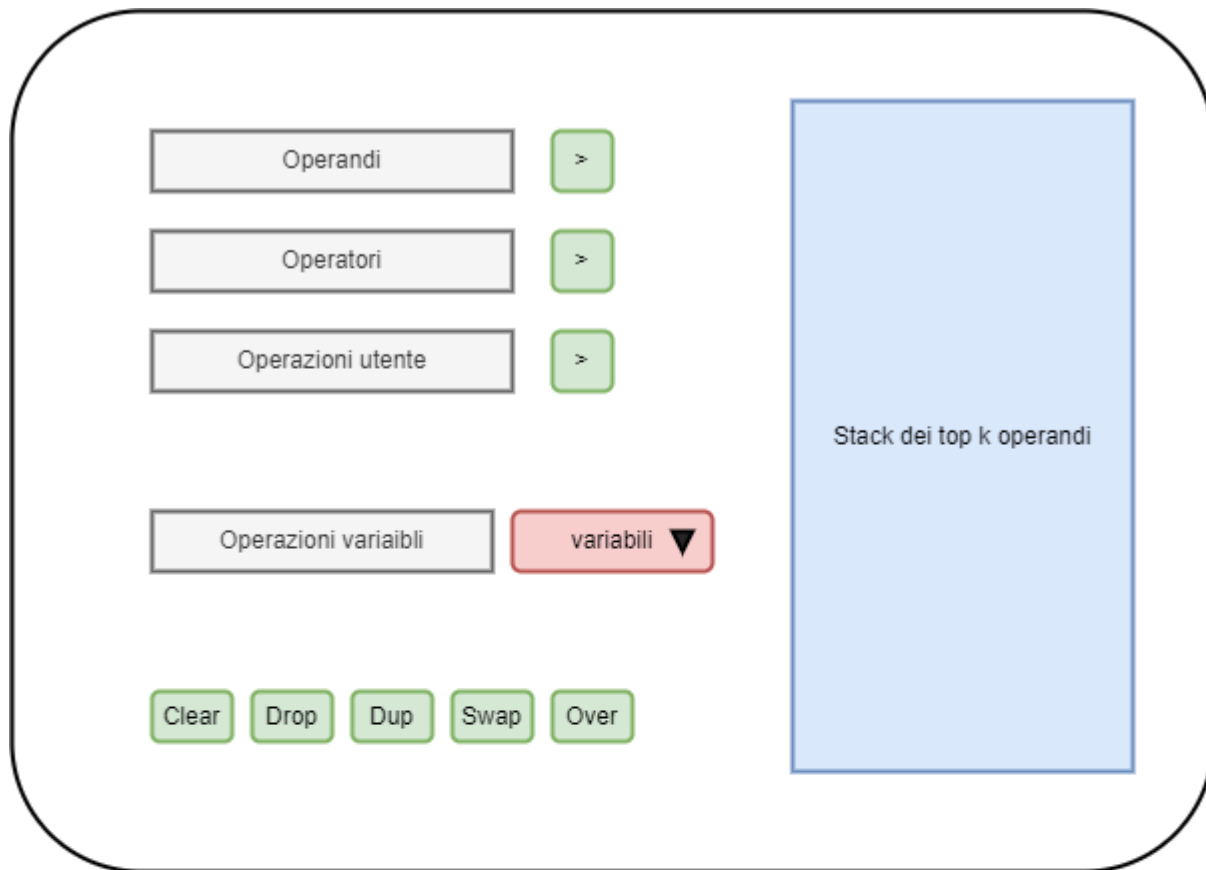 Operandi
>
Operatori
>
Operazioni utente
>
Operazioni variaibli
variabili
Clear
Drop
Dup
Swap
Over
Stack dei top k operandi